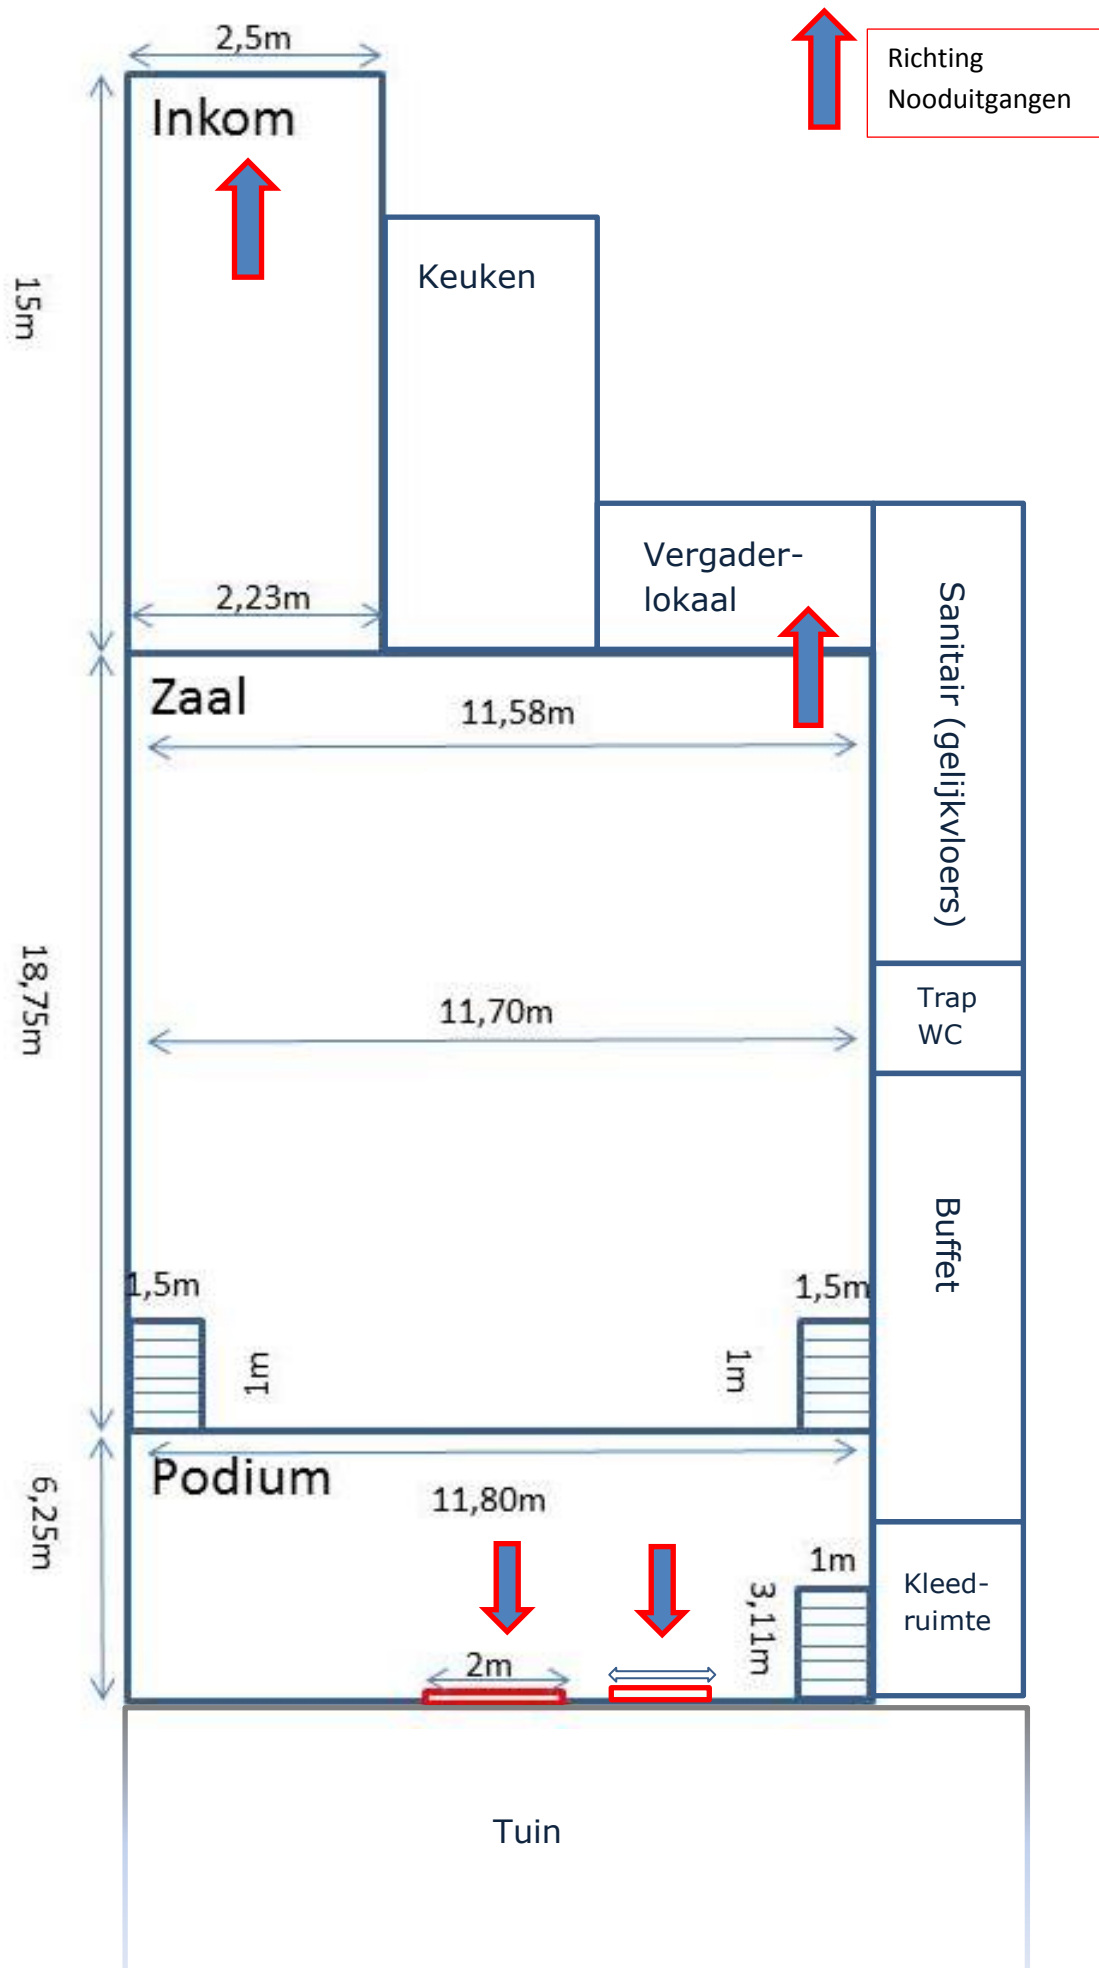 2,5m
Richting
Nooduitgangen
Inkom
Keuken
15m
Vergader-
lokaal
Sanitair (gelijkvloers)
2,23m
Zaal
11,58m
18,75m
11,70m
Trap
WC
Buffet
1,5m
1,5m
1m
1m
Podium
11,80m
6,25m
1m
3,11m
Kleed-
ruimte
2m
Tuin